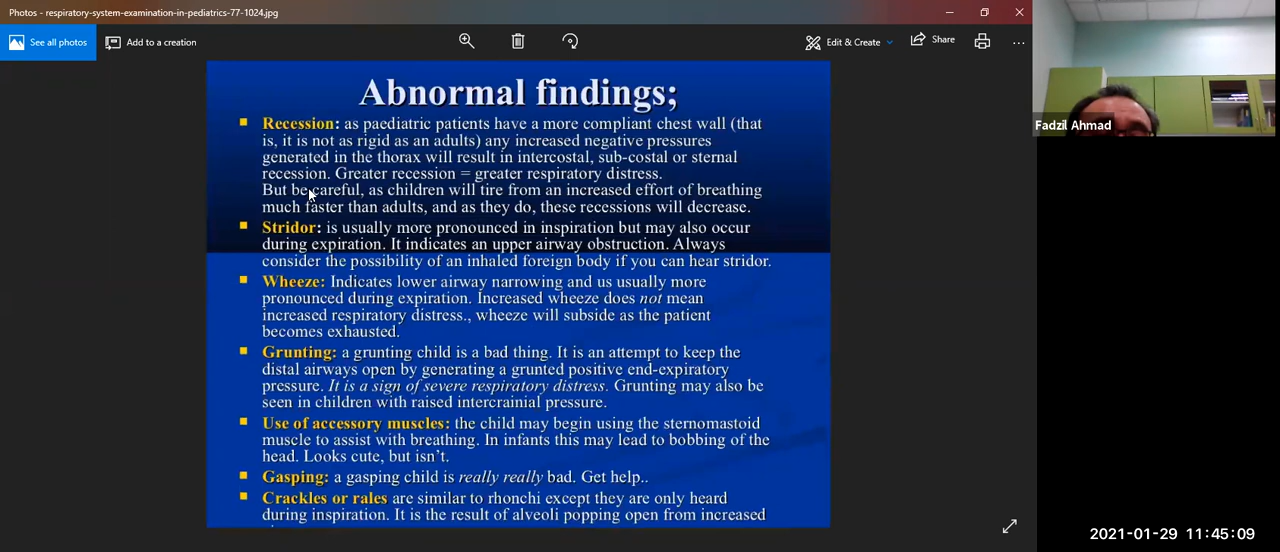 Photos - respiratory-system-examination-in-pediatrics-77-1024.jpg
See all photos
Add to a creation
Edit & Create
Share
Fadzil Ahmad
Abnormal findings;
Recession: as paediatric patients have a more compliant chest wall (that
is, it is not as rigid as an adults) any increased negative pressures
generated in the thorax will result in intercostal, sub-costal or sternal
recession. Greater recession = greater respiratory distress.
But be careful, as children will tire from an increased effort of breathing
much faster than adults, and as they do, these recessions will decrease.
Stridor: is usually more pronounced in inspiration but may also occur
during expiration. It indicates an upper airway obstruction. Always
consider the possibility of an inhaled foreign body if you can hear stridor.
Wheeze: Indicates lower airway narrowing and us usually more
pronounced during expiration. Increased wheeze does not mean
increased respiratory distress., wheeze will subside as the patient
becomes exhausted.
Grunting: a grunting child is a bad thing. It is an attempt to keep the
distal airways open by generating a grunted positive end-expiratory
pressure. It is a sign of severe respiratory distress. Grunting may also be
seen in children with raised intercrainial pressure.
Use of accessory muscles: the child may begin using the sternomastoid
muscle to assist with breathing. In infants this may lead to bobbing of the
head. Looks cute, but isn't.
Gasping: a gasping child is really really bad. Get help..
Crackles or rales are similar to rhonchi except they are only heard
during inspiration. It is the result of alveoli popping open from increased
2021-01-29 11:45:09